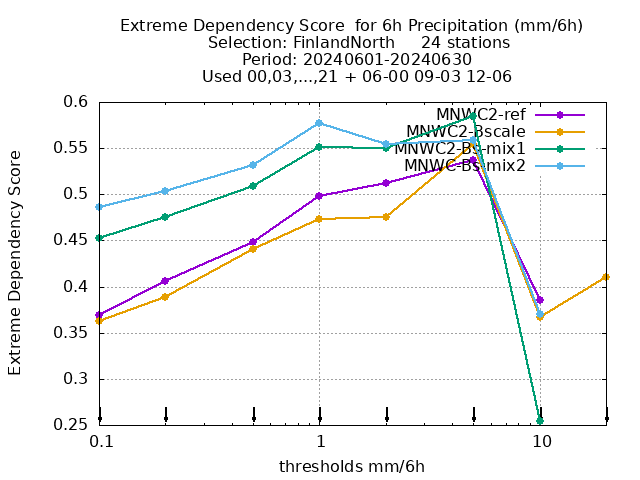 Extreme Dependency Score  for 6h Precipitation (mm/6h)
Selection: FinlandNorth     24 stations
Period: 20240601-20240630
Used 00,03,...,21 + 06-00 09-03 12-06
MNWC2-ref
MNWC2-Bscale
MNWC2-Bs-mix1
MNWC-Bs-mix2
Extreme Dependency Score
0.6
0.55
0.5
0.45
0.4
0.35
0.3
0.25
0.1 1 10
thresholds mm/6h